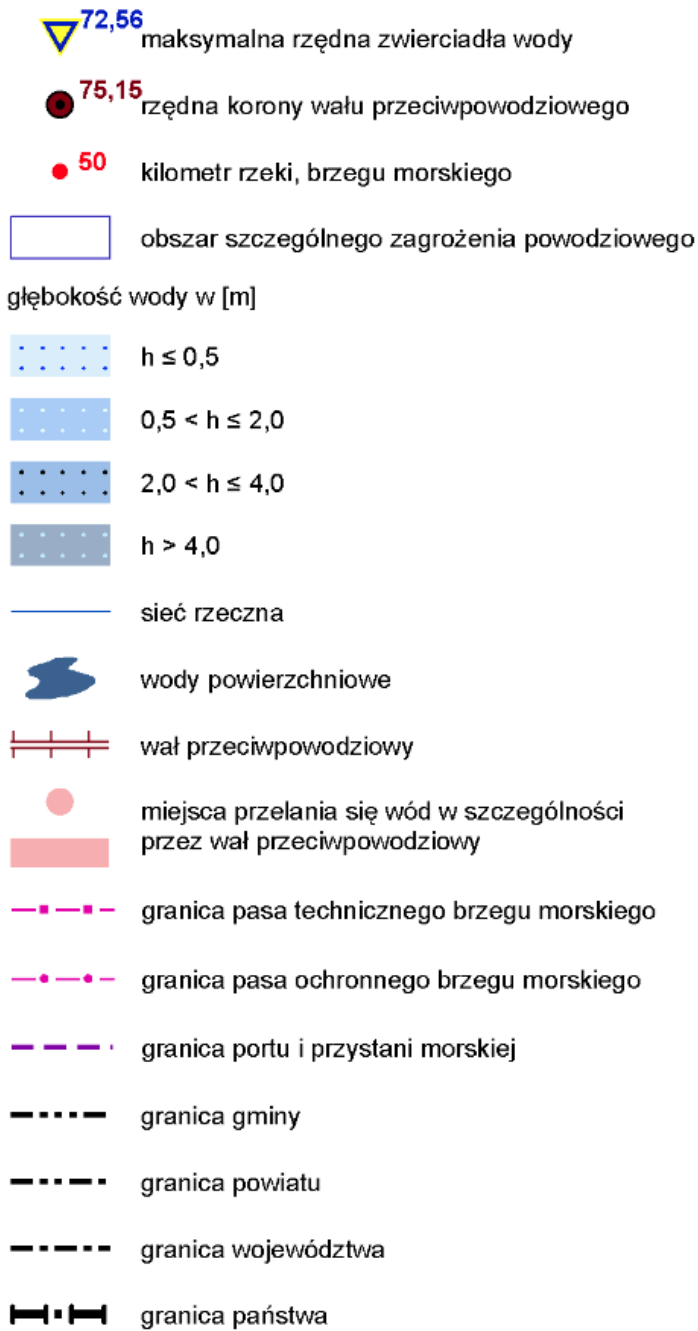 72,56
maksymalna rzędna zwierciadła wody
75,15
rzędna korony wału przeciwpowodziowego
50
kilometr rzeki, brzegu morskiego
obszar szczególnego zagrożenia powodziowego
głębokość wody w [m]
h ≤ 0,5
0,5 < h ≤ 2,0
2,0 < h ≤ 4,0
h > 4,0
sieć rzeczna
wody powierzchniowe
wał przeciwpowodziowy
miejsca przelania się wód w szczególności
przez wał przeciwpowodziowy
granica pasa technicznego brzegu morskiego
granica pasa ochronnego brzegu morskiego
granica portu i przystani morskiej
granica gminy
granica powiatu
granica województwa
granica państwa